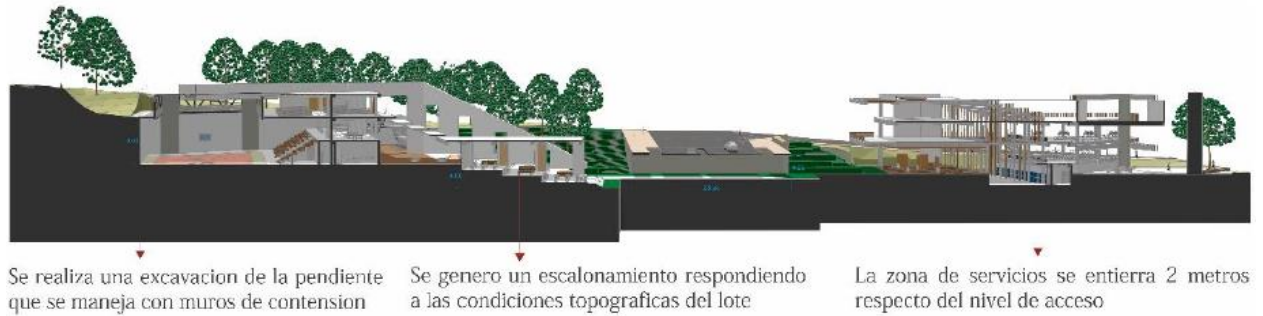 Se realiza una excavacion de la pendiente
que se maneja con muros de contension
Se genero un escalonamiento respondiendo
a las condiciones topograficas del lote
La zona de servicios se entierra 2 metros
respecto del nivel de acceso